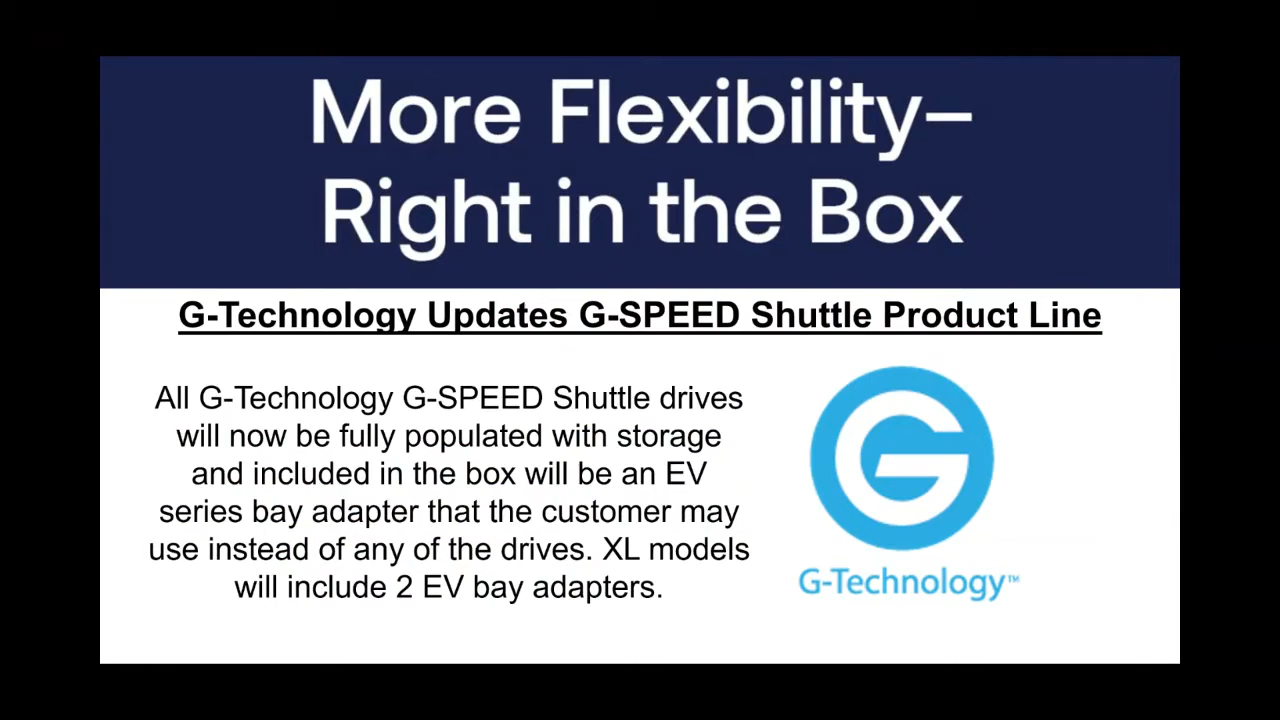 More Flexibility–
Right in the Box
G-Technology Updates G-SPEED Shuttle Product Line
All G-Technology G-SPEED Shuttle drives
will now be fully populated with storage
and included in the box will be an EV
series bay adapter that the customer may
use instead of any of the drives. XL models
will include 2 EV bay adapters.
G-Technology™